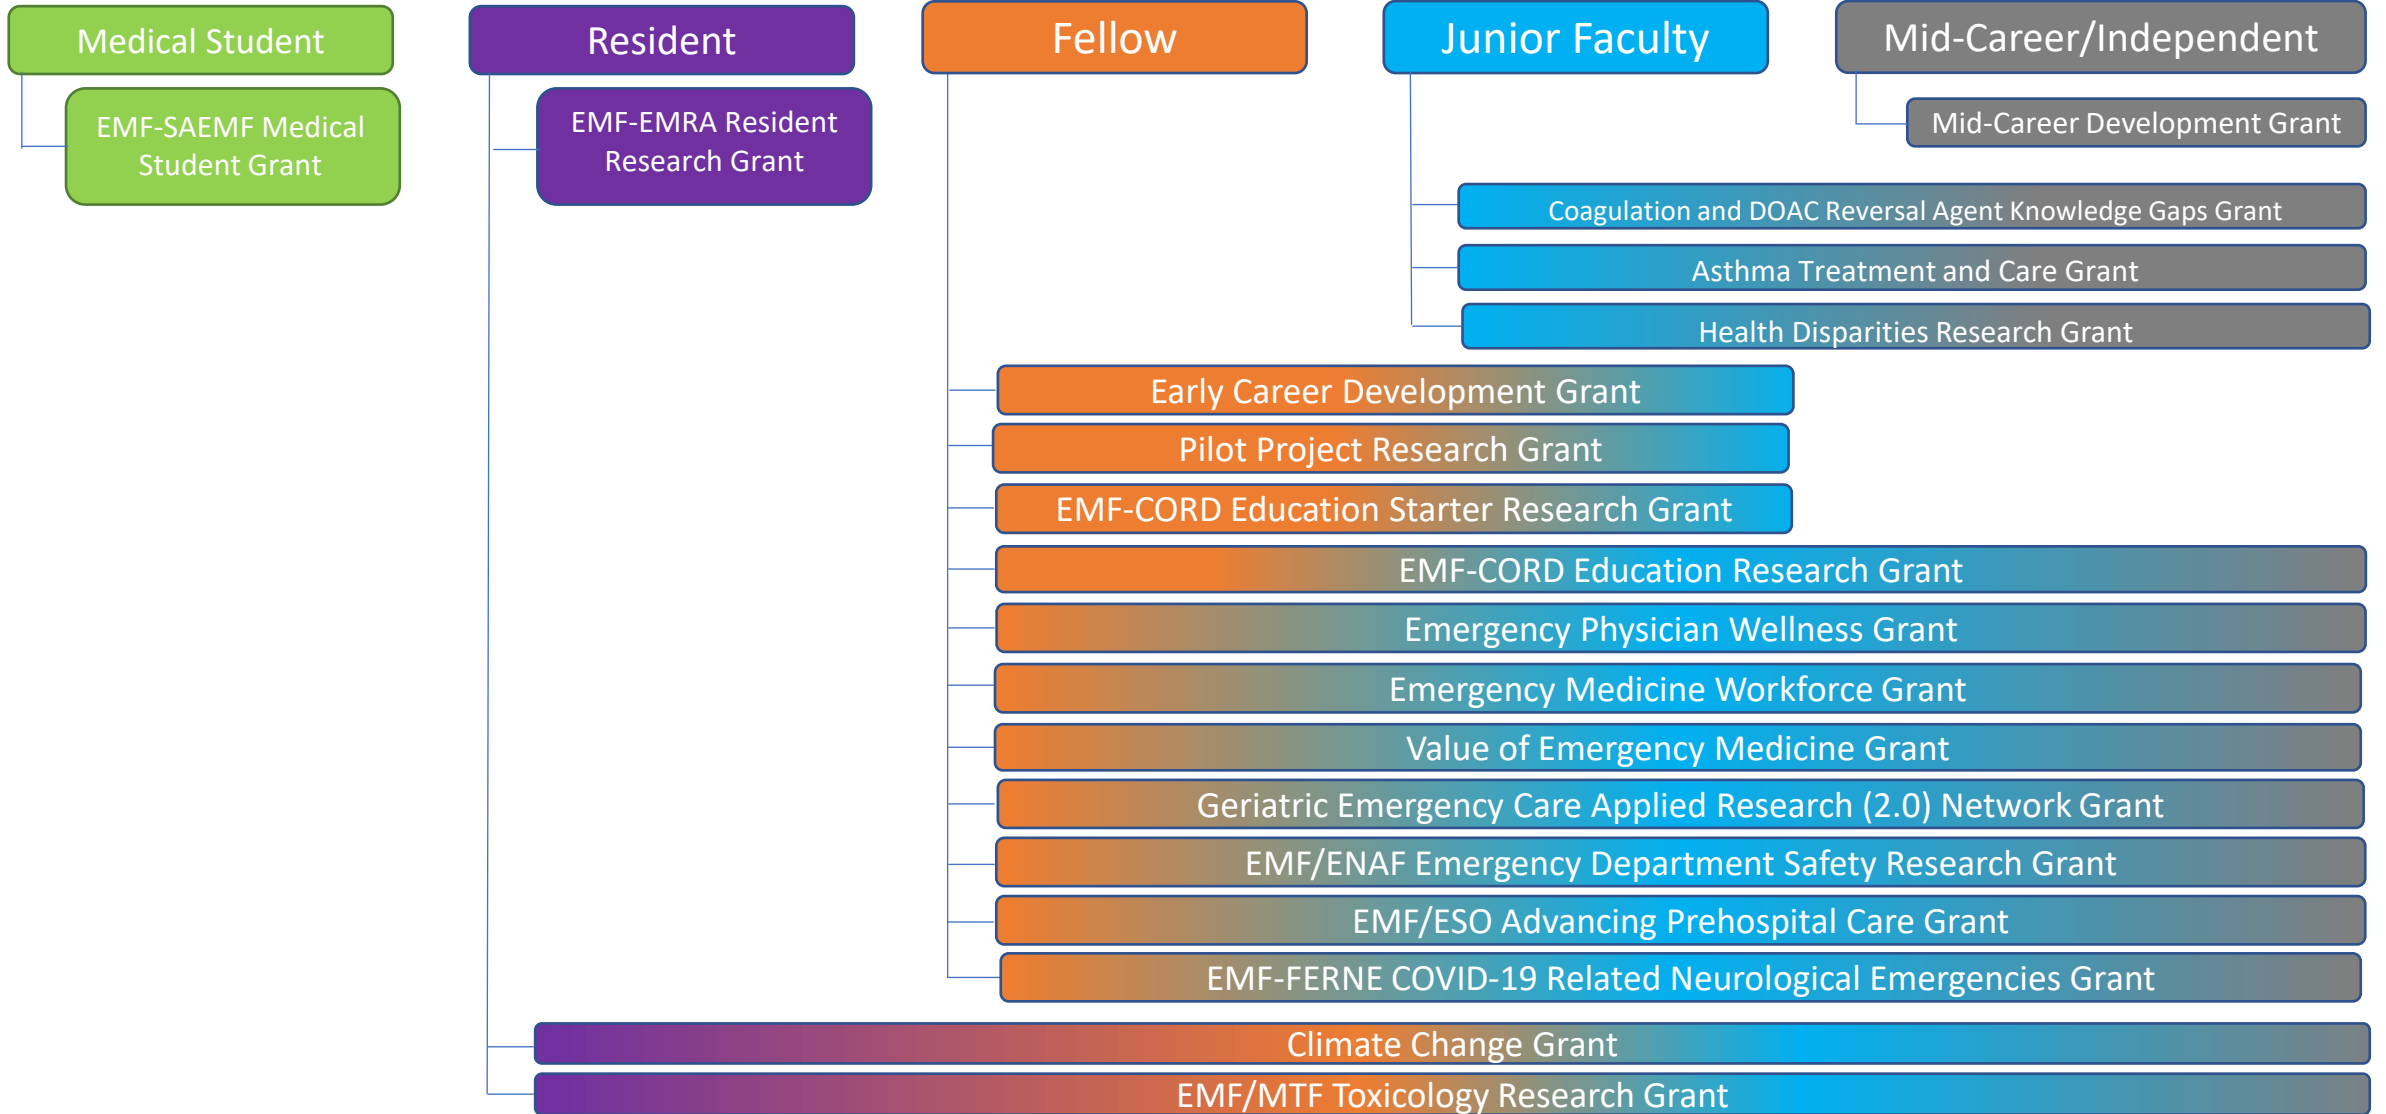 Medical Student
Resident
Fellow
Junior Faculty
Mid-Career/Independent
EMF-SAEMF Medical
Student Grant
EMF-EMRA Resident
Research Grant
Mid-Career Development Grant
Coagulation and DOAC Reversal Agent Knowledge Gaps Grant
Asthma Treatment and Care Grant
Health Disparities Research Grant
Early Career Development Grant
Pilot Project Research Grant
EMF-CORD Education Starter Research Grant
EMF-CORD Education Research Grant
Emergency Physician Wellness Grant
Emergency Medicine Workforce Grant
Value of Emergency Medicine Grant
Geriatric Emergency Care Applied Research (2.0) Network Grant
EMF/ENAF Emergency Department Safety Research Grant
EMF/ESO Advancing Prehospital Care Grant
EMF-FERNE COVID-19 Related Neurological Emergencies Grant
Climate Change Grant
EMF/MTF Toxicology Research Grant